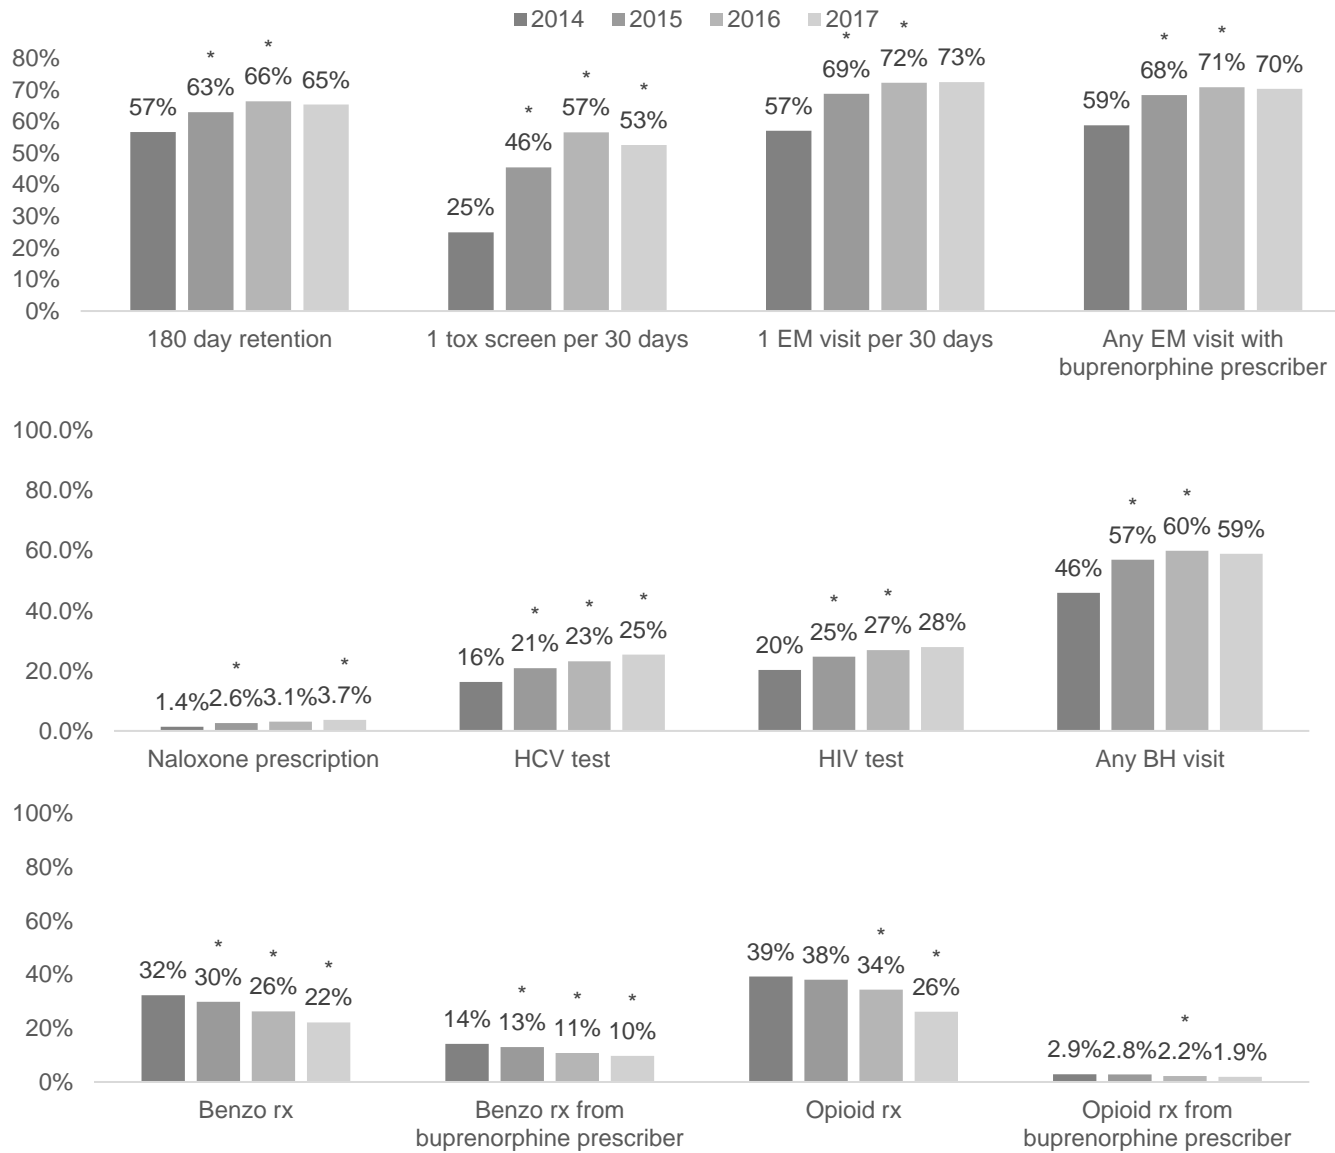 2014 2015 2016 2017
* * * * * * *
80%
70%
60%
50%
40%
30%
20%
10%
0%
57% 63% 66% 65%
25% 46% 57% 53%
57% 69% 72% 73%
59% 68% 71% 70%
180 day retention
1 tox screen per 30 days
1 EM visit per 30 days
Any EM visit with
buprenorphine prescriber
* * 
100.0%
80.0%
60.0%
40.0%
20.0%
0.0%
* *
1.4% 2.6% 3.1% 3.7%
* * *
16% 21% 23% 25%
* *
20% 25% 27% 28%
46% 57% 60% 59%
Naloxone prescription
HCV test
HIV test
Any BH visit
100%
80%
60%
40%
20%
0%
* * *
32% 30% 26% 22%
* * *
14% 13% 11% 10%
* *
39% 38% 34% 26%
*
2.9% 2.8% 2.2% 1.9%
Benzo rx
Benzo rx from
buprenorphine prescriber
Opioid rx
Opioid rx from
buprenorphine prescriber